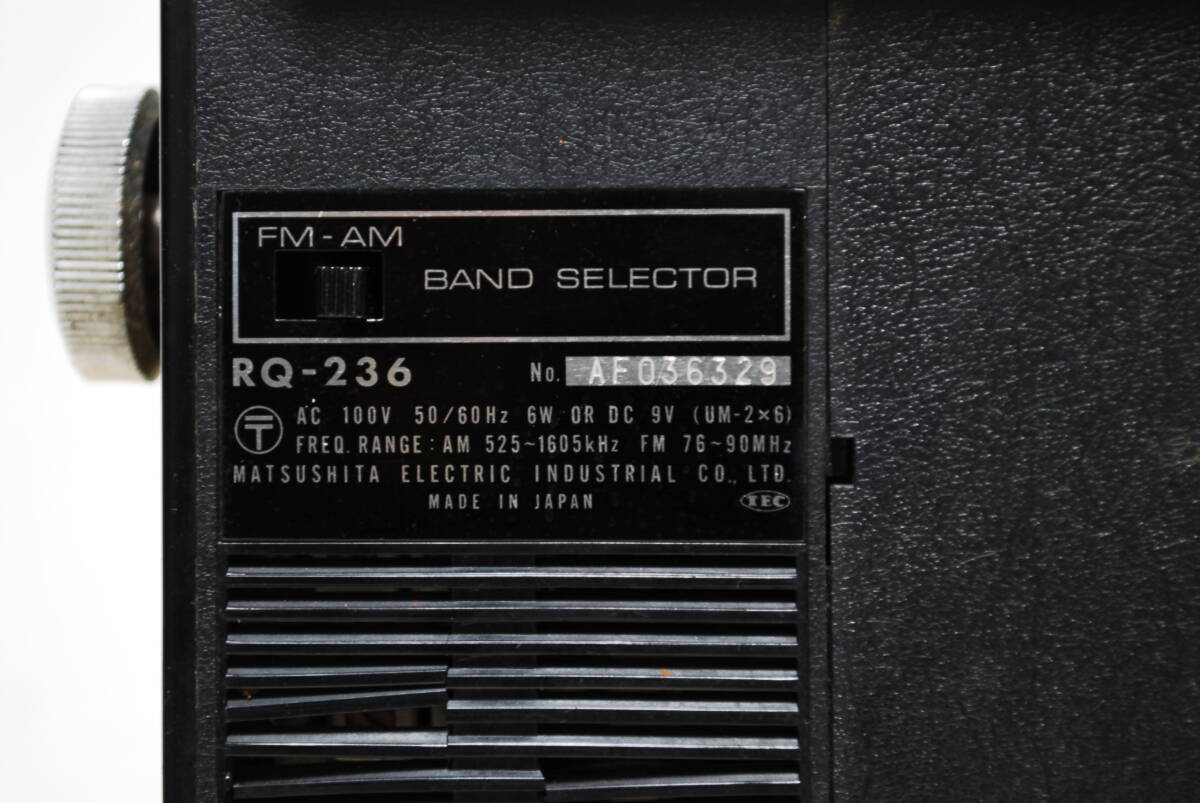 FM-AM
BAND SELECTOR
RQ-236 No. AF036329
〒 AC 100V 50/60Hz 6W OR DC 9V (UM-2×6)
FREQ. RANGE: AM 525~1605kHz FM 76~90MHz
MATSUSHITA ELECTRIC INDUSTRIAL CO., LTD.
MADE IN JAPAN TEC